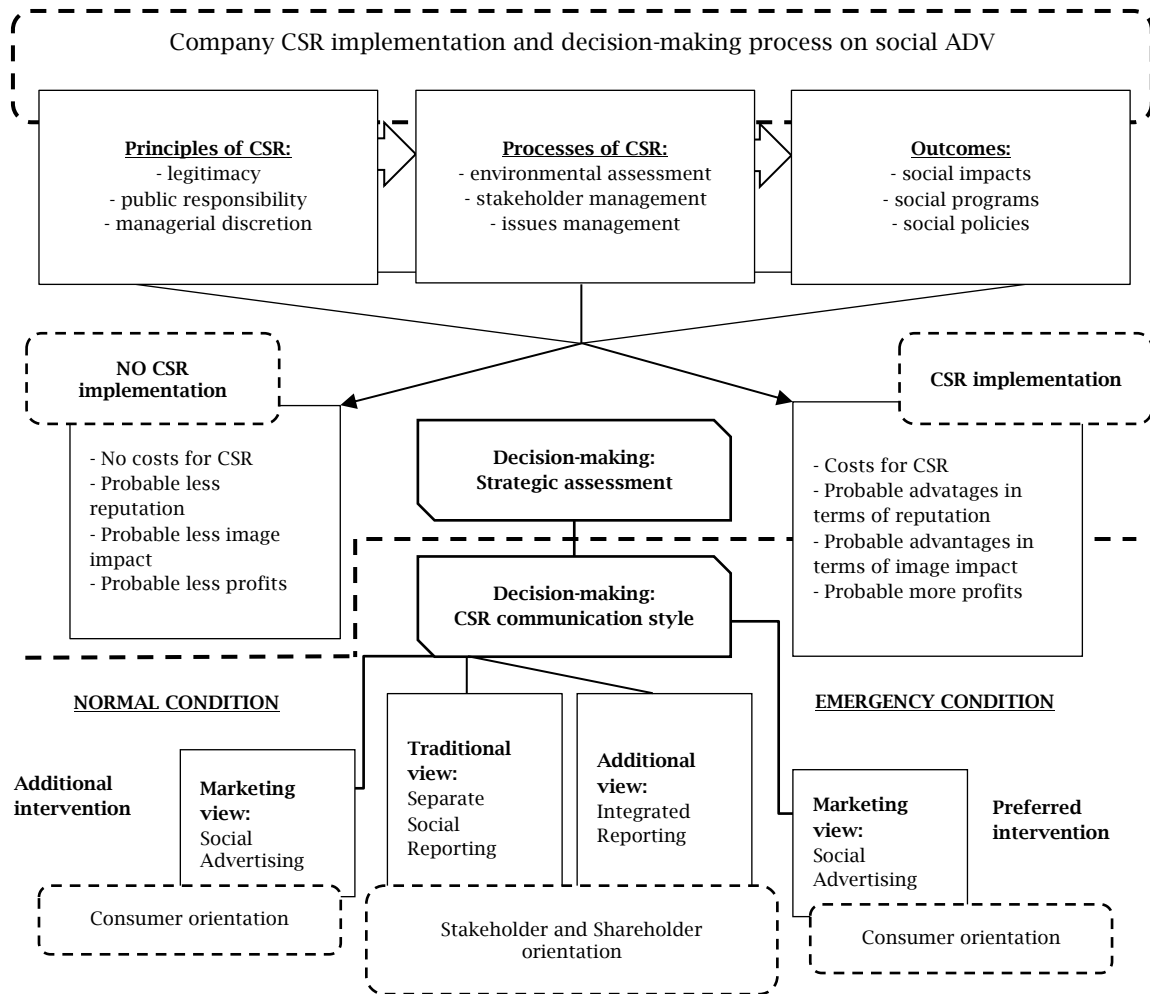 Company CSR implementation and decision-making process on social ADV
Principles of CSR:
- legitimacy
- public responsibility
- managerial discretion
Processes of CSR:
- environmental assessment
- stakeholder management
- issues management
Outcomes:
- social impacts
- social programs
- social policies
NO CSR
implementation
CSR implementation
- No costs for CSR
- Probable less
reputation
- Probable less image
impact
- Probable less profits
Decision-making:
Strategic assessment
- Costs for CSR
- Probable advatages in
terms of reputation
- Probable advantages in
terms of image impact
- Probable more profits
Decision-making:
CSR communication style
NORMAL CONDITION
EMERGENCY CONDITION
Additional
intervention
Marketing
view:
Social
Advertising
Traditional
view:
Separate
Social
Reporting
Additional
view:
Integrated
Reporting
Marketing
view:
Social
Advertising
Preferred
intervention
Consumer orientation
Stakeholder and Shareholder
orientation
Consumer orientation